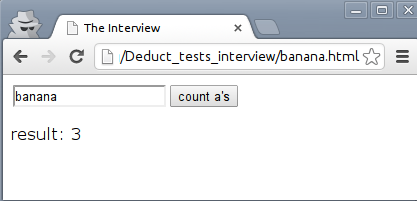 The Interview
/Deduct_tests_interview/banana.html
banana count a's
result: 3